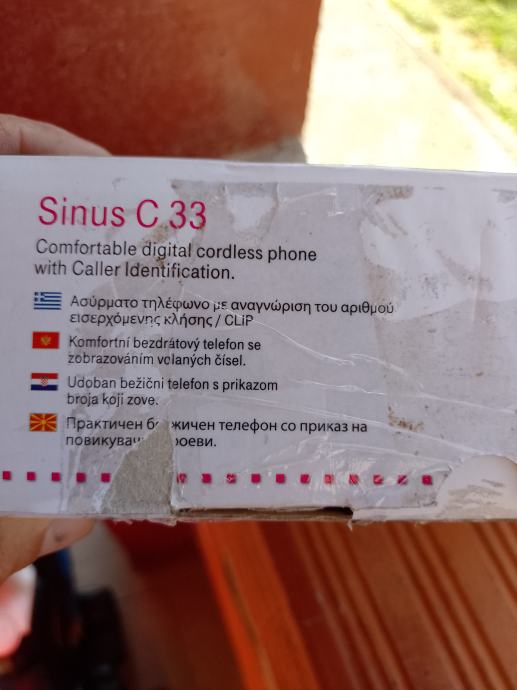 Sinus C 33
Comfortable digital cordless phone
with Caller Identification.
Ασύρματο τηλέφωνο με αναγνώριση του αριθμού
εισερχόμενης κλήσης / CLiP
Komfortní bezdrátový telefon se
zobrazováním volaných čísel.
Udoban bežični telefon s prikazom
broja koji zove.
Практичен телефон со приказ на